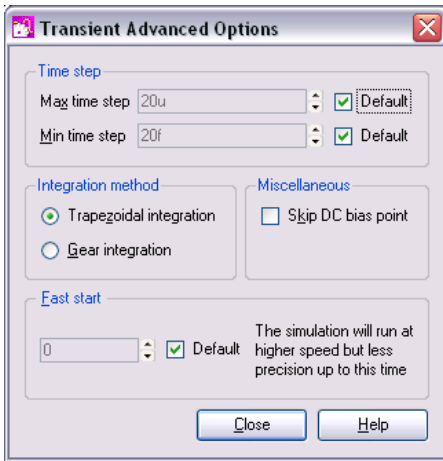 Transient Advanced Options
Time step
Max time step 20u Default
Min time step 20f Default
Integration method
Trapezoidal integration
Gear integration
Miscellaneous
Skip DC bias point
Fast start
0 Default
The simulation will run at
higher speed but less
precision up to this time
Close Help